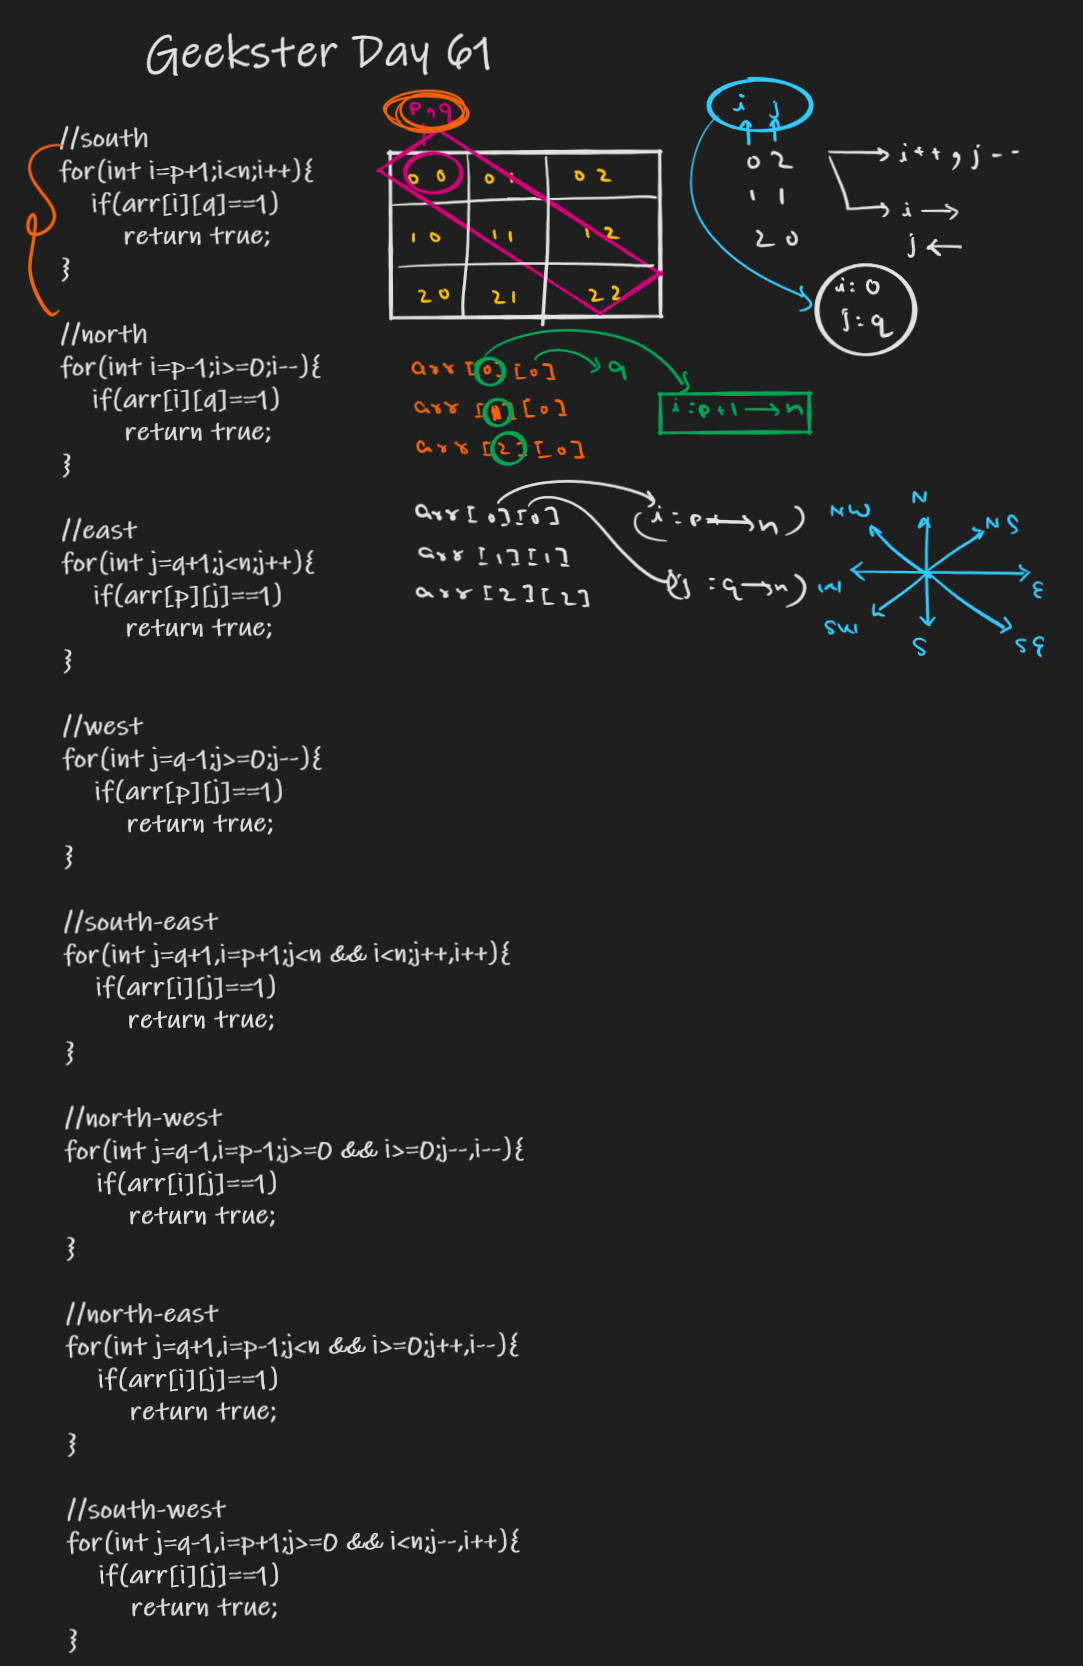 Geekster Day 61
//south
for(int i=p+1;i<n;i++){
if(arr[i][q]==1)
return true;
}
//north
for(int i=p-1;i>=0;i--){
if(arr[i][q]==1)
return true;
}
//east
for(int j=q+1;j<n;j++){
if(arr[p][j]==1)
return true;
}
//west
for(int j=q-1;j>=0;j--){
if(arr[p][j]==1)
return true;
}
//south-east
for(int j=q+1,i=p+1;j<n && i<n;j++,i++){
if(arr[i][j]==1)
return true;
}
//north-west
for(int j=q-1,i=p-1;j>=0 && i>=0;j--,i--){
if(arr[i][j]==1)
return true;
}
//north-east
for(int j=q+1,i=p-1;j<n && i>=0;j++,i--){
if(arr[i][j]==1)
return true;
}
//south-west
for(int j=q-1,i=p+1;j>=0 && i<n;j--,i++){
if(arr[i][j]==1)
return true;
}
p,q
0 0 0 1 0 2
1 0 1 1 1 2
2 0 2 1 2 2
arr [0] [0] → q
arr [1] [0]
arr [2] [0]
i = p+1 → n
arr [0][0]
arr [1][1]
arr [2][2]
(i = p+ → n)
(j = q → n)
i j
0 2
1 1
2 0
→ i++, j--
→ i →
j ←
i = 0
j = q
N
NW
NS
W
E
SW
S
SE